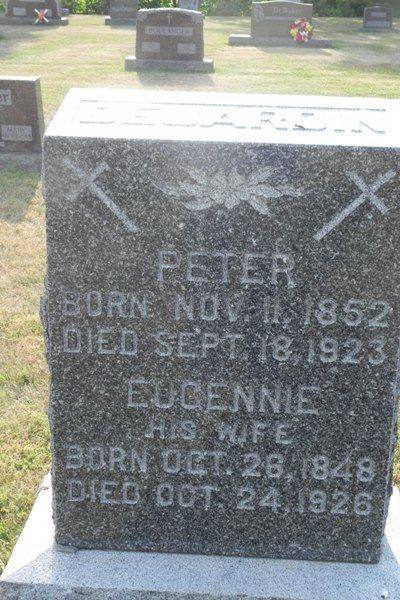 BOULANGER
DEJARDIN
PETER
BORN NOV. 11, 1852
DIED SEPT. 18, 1923
EUGENNIE
HIS WIFE
BORN OCT. 26, 1848
DIED OCT. 24, 1926